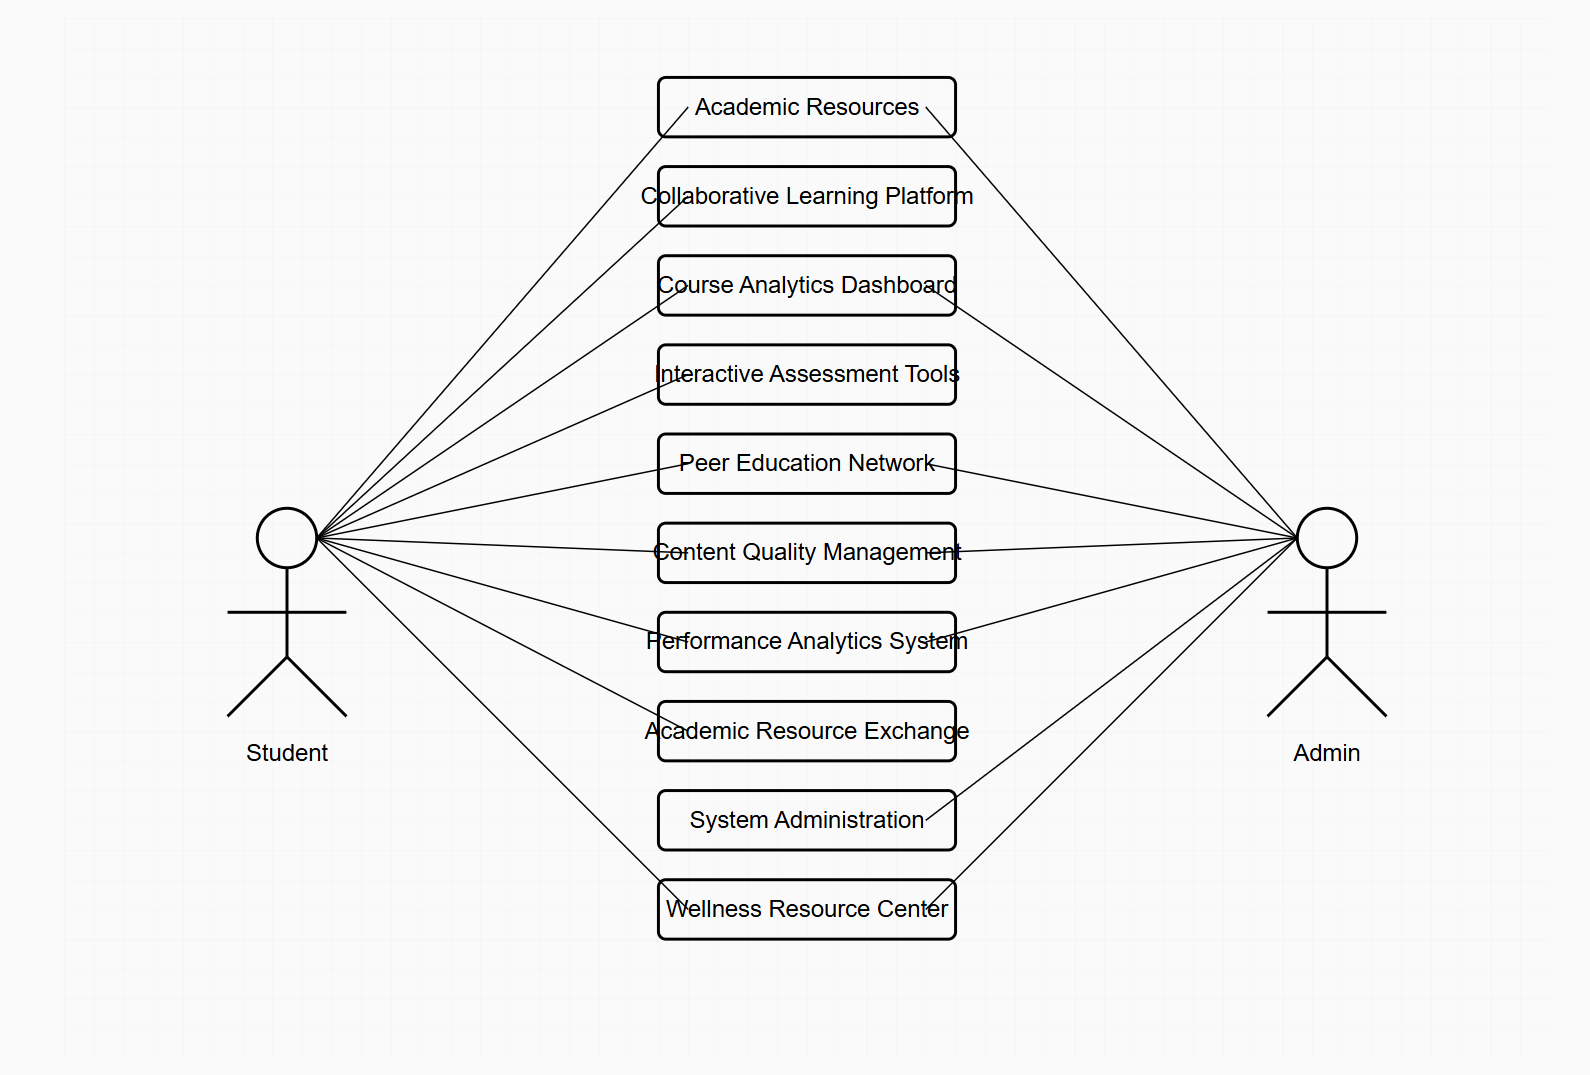 Academic Resources
Collaborative Learning Platform
Course Analytics Dashboard
Interactive Assessment Tools
Peer Education Network
Content Quality Management
Performance Analytics System
Academic Resource Exchange
System Administration
Wellness Resource Center
Student
Admin